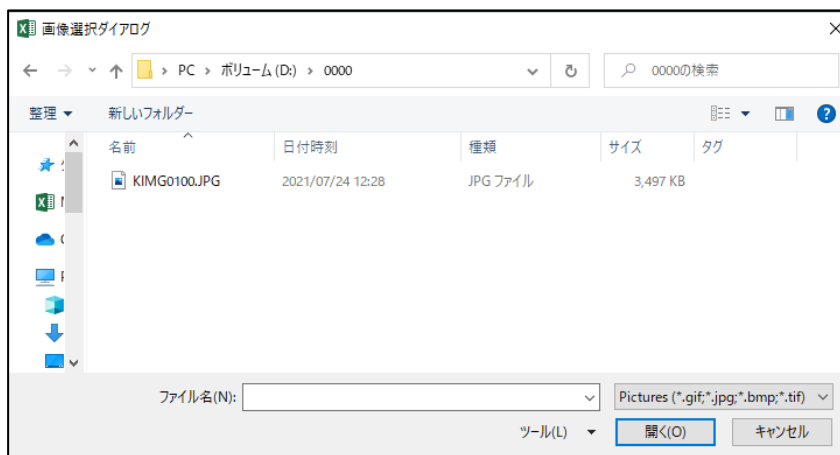 画像選択ダイアログ
PC > ボリューム (D:) > 0000
0000の検索
整理
新しいフォルダー
?
名前 日付時刻 種類 サイズ タグ
KIMG0100.JPG 2021/07/24 12:28 JPG ファイル 3,497 KB
ファイル名(N):
Pictures (*.gif;*.jpg;*.bmp;*.tif)
ツール(L)
開く(O)
キャンセル